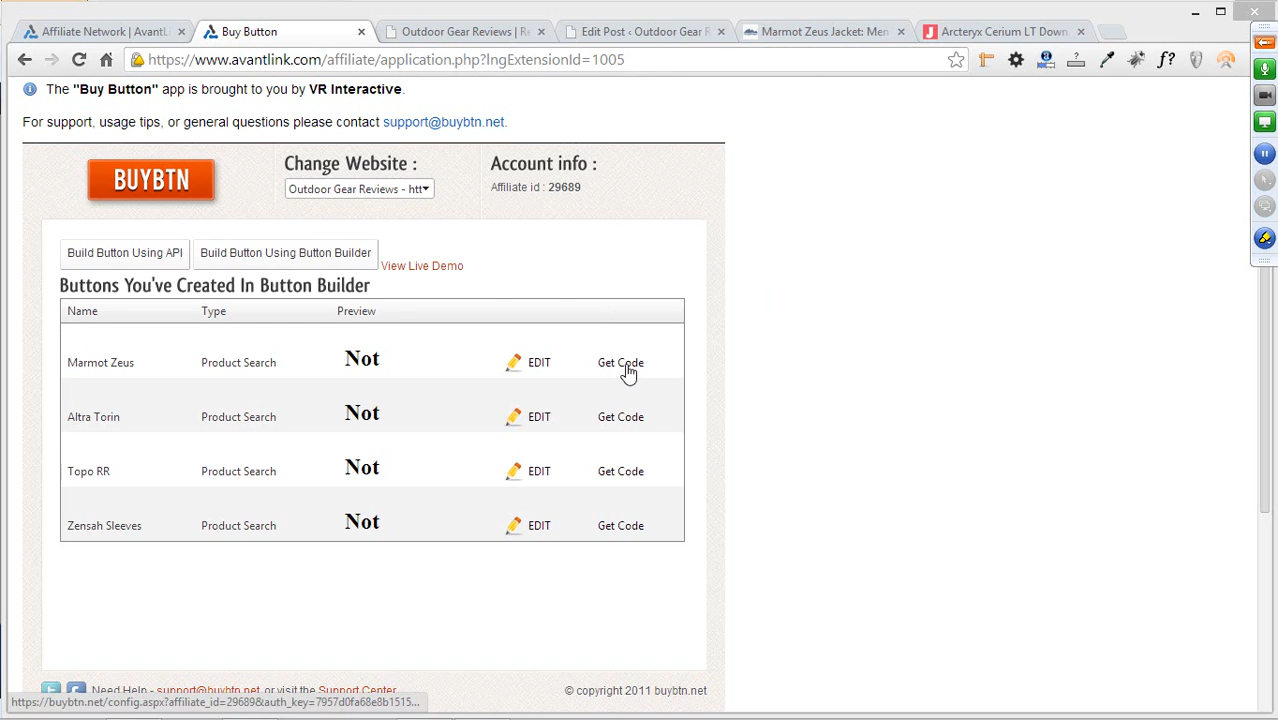 Affiliate Network | AvantLi
Buy Button
Outdoor Gear Reviews | Re
Edit Post - Outdoor Gear R
Marmot Zeus Jacket: Men
Arcteryx Cerium LT Down
https://www.avantlink.com/affiliate/application.php?lngExtensionId=1005
The "Buy Button" app is brought to you by VR Interactive.
For support, usage tips, or general questions please contact support@buybtn.net.
BUYBTN
Change Website :
Outdoor Gear Reviews - htt
Account info :
Affiliate id : 29689
Build Button Using API
Build Button Using Button Builder
View Live Demo
Buttons You've Created In Button Builder
Name Type Preview
Marmot Zeus Product Search Not EDIT Get Code
Altra Torin Product Search Not EDIT Get Code
Topo RR Product Search Not EDIT Get Code
Zensah Sleeves Product Search Not EDIT Get Code
Need Help - support@buybtn.net or visit the Support Center
© copyright 2011 buybtn.net
https://buybtn.net/config.aspx?affiliate_id=29689&auth_key=7957d0fa68e8b1515...